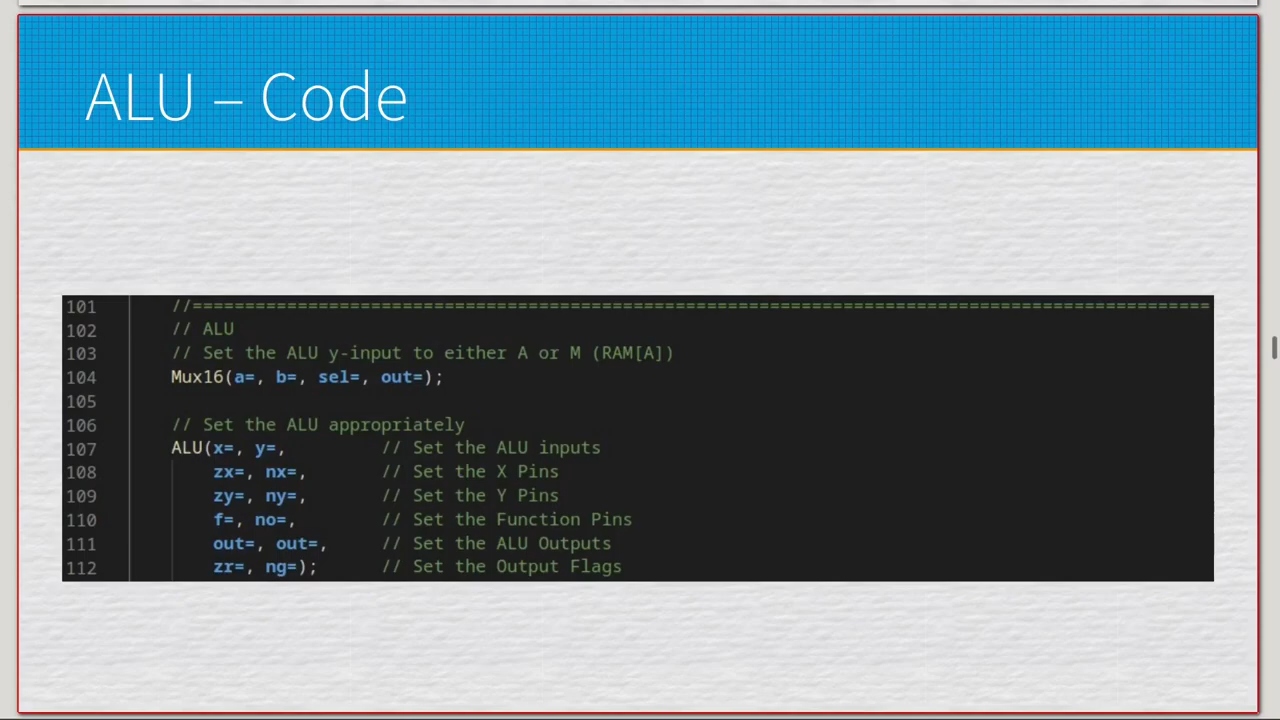 ALU – Code
101 //=================================================================================================
102 // ALU
103 // Set the ALU y-input to either A or M (RAM[A])
104 Mux16(a=, b=, sel=, out=);
105
106 // Set the ALU appropriately
107 ALU(x=, y=, // Set the ALU inputs
108 zx=, nx=, // Set the X Pins
109 zy=, ny=, // Set the Y Pins
110 f=, no=, // Set the Function Pins
111 out=, out=, // Set the ALU Outputs
112 zr=, ng=); // Set the Output Flags